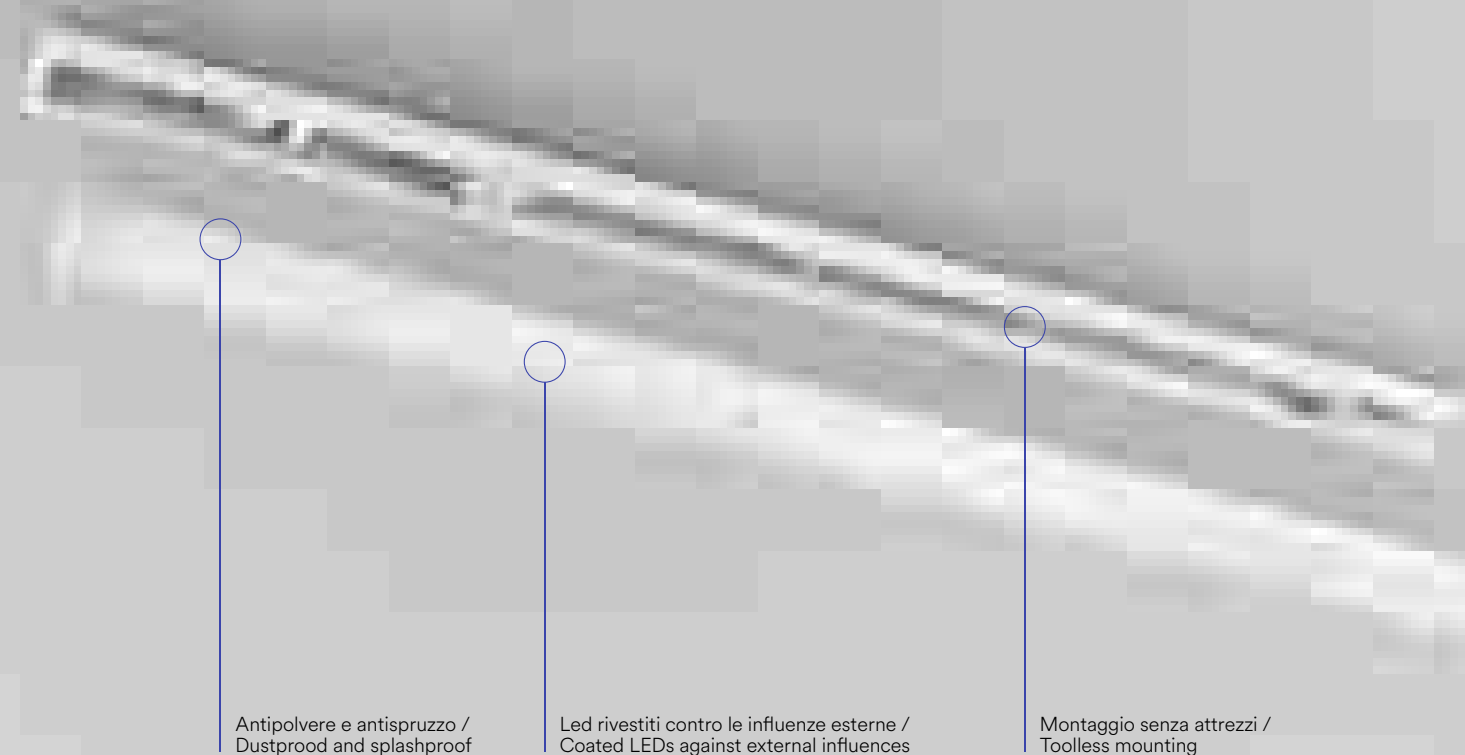 Antipolvere e antispruzzo /
Dustprood and splashproof
Led rivestiti contro le influenze esterne /
Coated LEDs against external influences
Montaggio senza attrezzi /
Toolless mounting